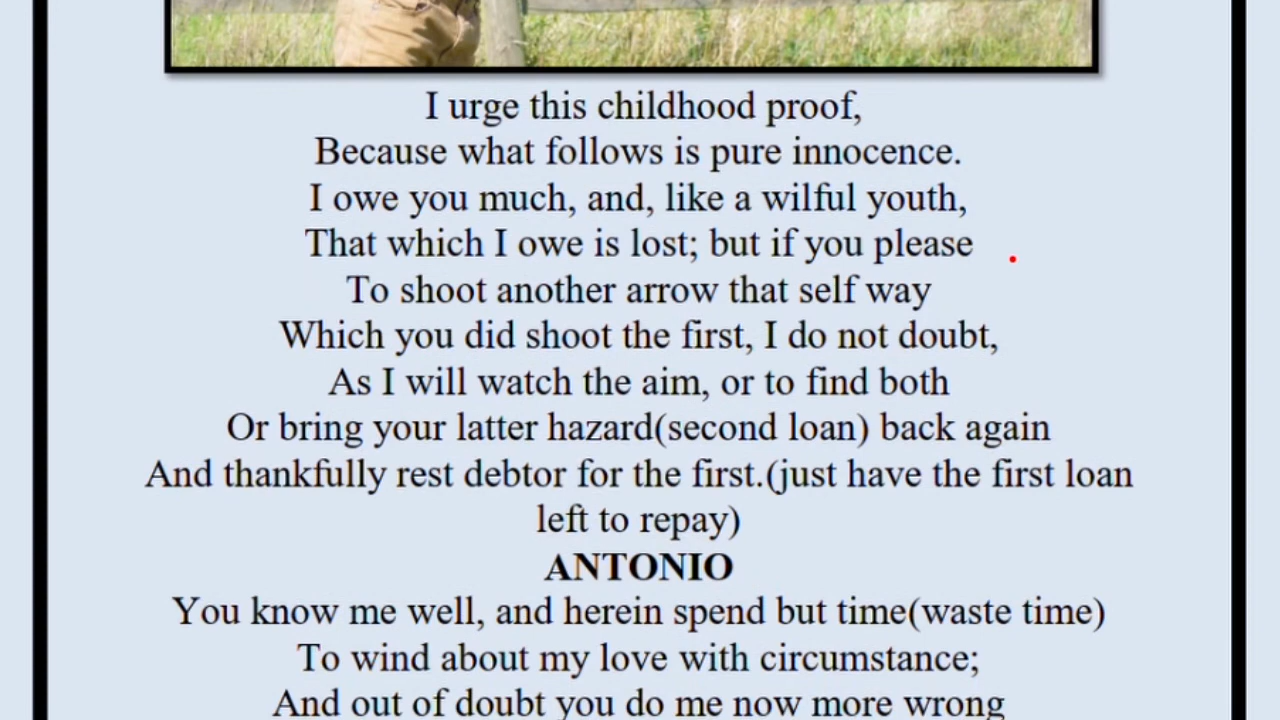 I urge this childhood proof,
Because what follows is pure innocence.
I owe you much, and, like a wilful youth,
That which I owe is lost; but if you please
To shoot another arrow that self way
Which you did shoot the first, I do not doubt,
As I will watch the aim, or to find both
Or bring your latter hazard(second loan) back again
And thankfully rest debtor for the first.(just have the first loan
left to repay)
ANTONIO
You know me well, and herein spend but time(waste time)
To wind about my love with circumstance;
And out of doubt you do me now more wrong